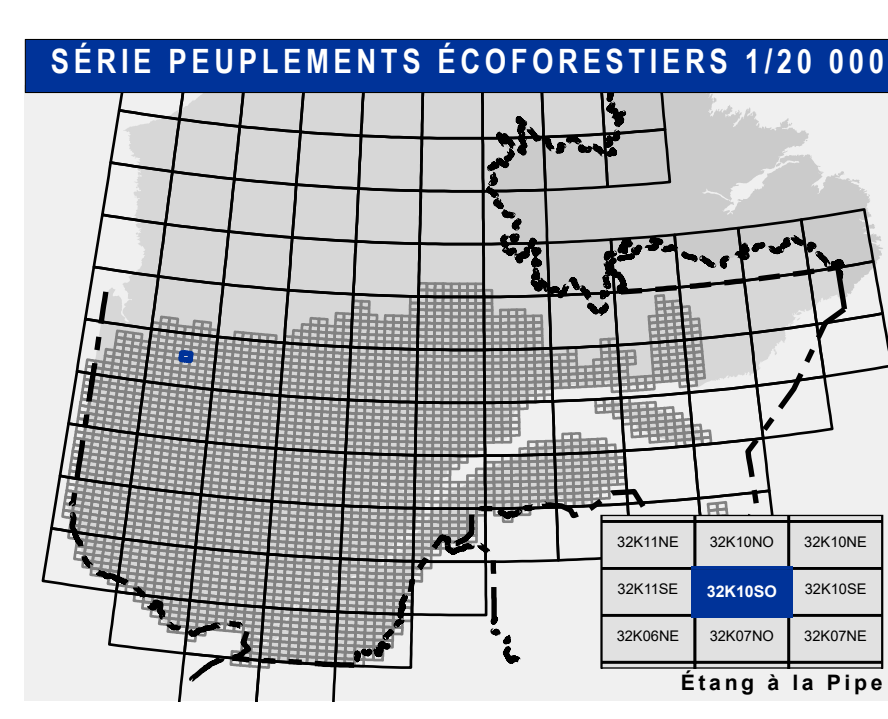 SÉRIE PEUPLEMENTS ÉCOFORESTIERS 1/20 000
32K11NE 32K10NO 32K10NE
32K11SE 32K10SO 32K10SE
32K06NE 32K07NO 32K07NE
Étang à la Pipe